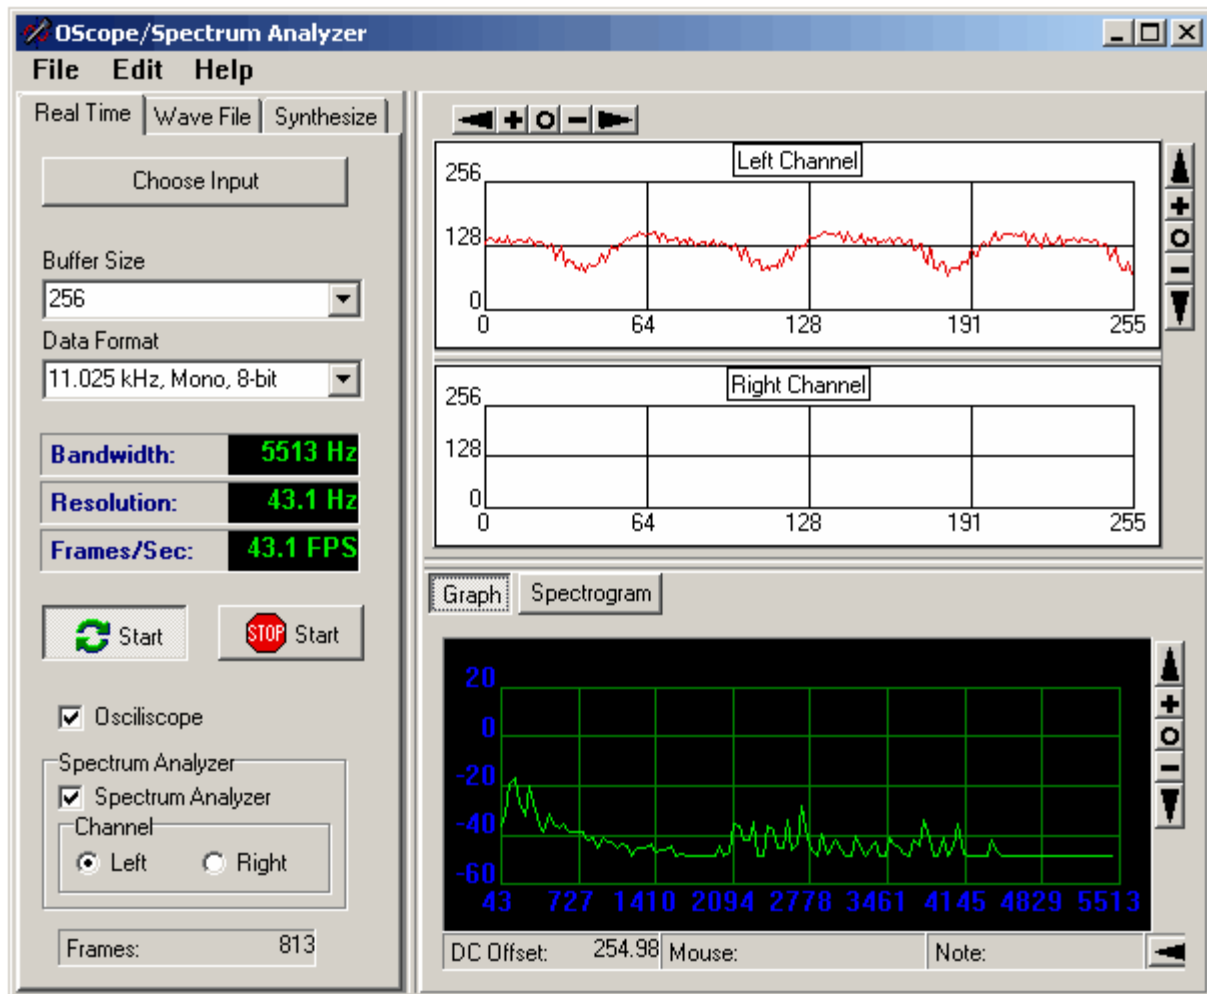 OScope/Spectrum Analyzer
File Edit Help
Real Time Wave File Synthesize
Choose Input
Buffer Size
256
Data Format
11.025 kHz, Mono, 8-bit
Bandwidth: 5513 Hz
Resolution: 43.1 Hz
Frames/Sec: 43.1 FPS
Start STOP Start
Osciliscope
Spectrum Analyzer
Spectrum Analyzer
Channel
Left Right
Frames: 813
Left Channel
256
128
0
0 64 128 191 255
Right Channel
256
128
0
0 64 128 191 255
Graph Spectrogram
20
0
-20
-40
-60
43 727 1410 2094 2778 3461 4145 4829 5513
DC Offset: 254.98 Mouse: Note: